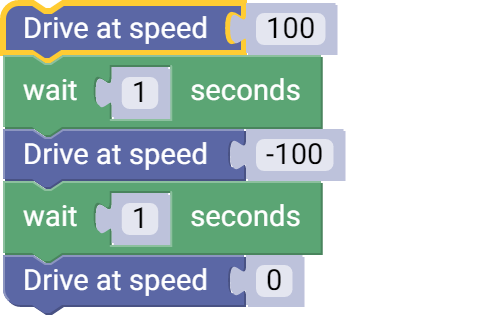 Drive at speed 100
wait 1 seconds
Drive at speed -100
wait 1 seconds
Drive at speed 0